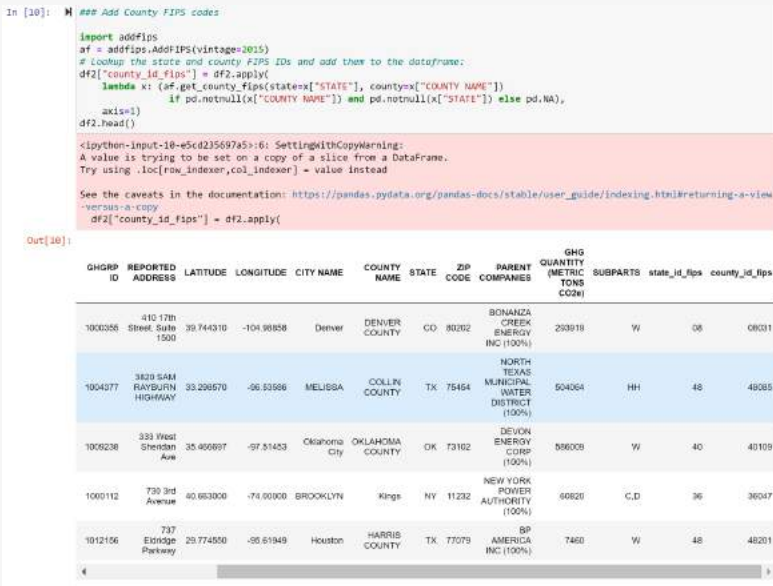 In [10]:
### Add County FIPS codes
import addfips
af = addfips.AddFIPS(vintage=2015)
# Lookup the state and county FIPS IDs and add them to the dataframe:
df2["county_id_fips"] = df2.apply(
lambda x: (af.get_county_fips(state=x["STATE"], county=x["COUNTY NAME"])
if pd.notnull(x["COUNTY NAME"]) and pd.notnull(x["STATE"]) else pd.NA),
axis=1)
df2.head()
<ipython-input-10-e5cd235697a5>:6: SettingWithCopyWarning:
A value is trying to be set on a copy of a slice from a DataFrame.
Try using .loc[row_indexer,col_indexer] = value instead
See the caveats in the documentation: https://pandas.pydata.org/pandas-docs/stable/user_guide/indexing.html#returning-a-view
-versus-a-copy
df2["county_id_fips"] = df2.apply(
Out[10]:
GHGRP ID REPORTED ADDRESS LATITUDE LONGITUDE CITY NAME COUNTY NAME STATE ZIP CODE PARENT COMPANIES GHG QUANTITY (METRIC TONS CO2e) SUBPARTS state_id_fips county_id_fips
1000355 410 17th Street, Suite 1500 39.744310 -104.98858 Denver DENVER COUNTY CO 80202 BONANZA CREEK ENERGY INC (100%) 293919 W 08 08031
1004377 3820 SAM RAYBURN HIGHWAY 33.298570 -96.53586 MELISSA COLLIN COUNTY TX 75454 NORTH TEXAS MUNICIPAL WATER DISTRICT (100%) 504064 HH 48 48085
1009238 333 West Sheridan Ave 35.466697 -97.51453 Oklahoma City OKLAHOMA COUNTY OK 73102 DEVON ENERGY CORP (100%) 586009 W 40 40109
1000112 730 3rd Avenue 40.663000 -74.00000 BROOKLYN Kings NY 11232 NEW YORK POWER AUTHORITY (100%) 60820 C,D 36 36047
1012156 737 Eldridge Parkway 29.774550 -95.61949 Houston HARRIS COUNTY TX 77079 BP AMERICA INC (100%) 7460 W 48 48201